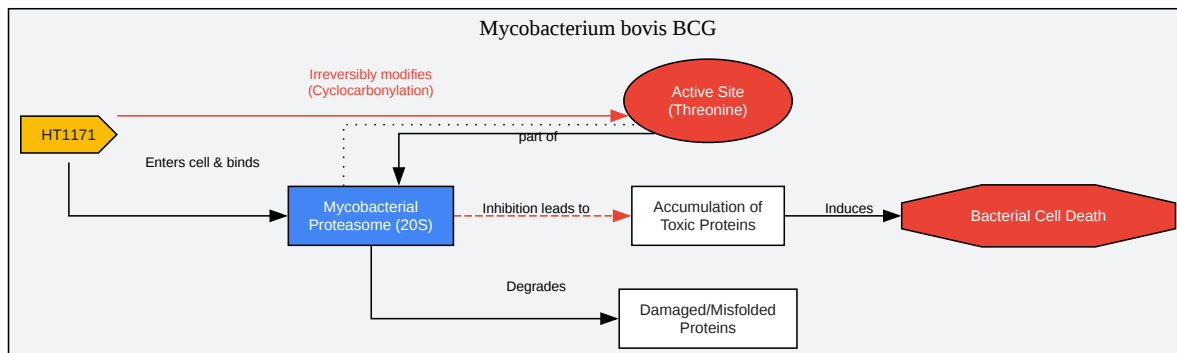 Mycobacterium bovis BCG
Irreversibly modifies
(Cyclocarbonylation)
Active Site
(Threonine)
HT1171
part of
Enters cell & binds
Mycobacterial
Proteasome (20S)
Inhibition leads to
Accumulation of
Toxic Proteins
Induces
Bacterial Cell Death
Degrades
Damaged/Misfolded
Proteins